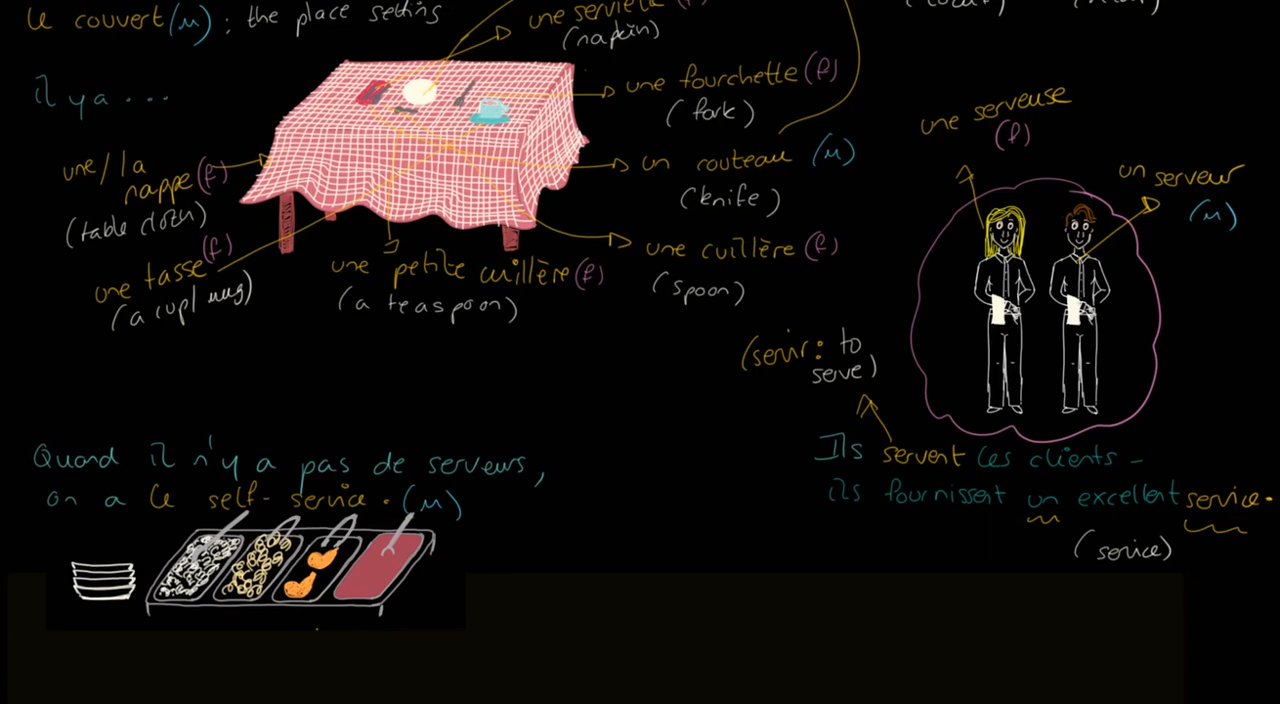 le couvert (m) : the place setting
une serviette (f)
(napkin)
il y a ...
une fourchette (f)
(fork)
une / la
nappe (f)
(table cloth)
un couteau (m)
(knife)
une tasse (f)
(a cup/mug)
une petite cuillère (f)
(a teaspoon)
une cuillère (f)
(spoon)
une serveuse
(f)
un serveur
(m)
(servir : to
serve)
Ils servent les clients -
ils fournissent un excellent service.
(service)
Quand il n'y a pas de serveurs,
on a le self-service. (m)